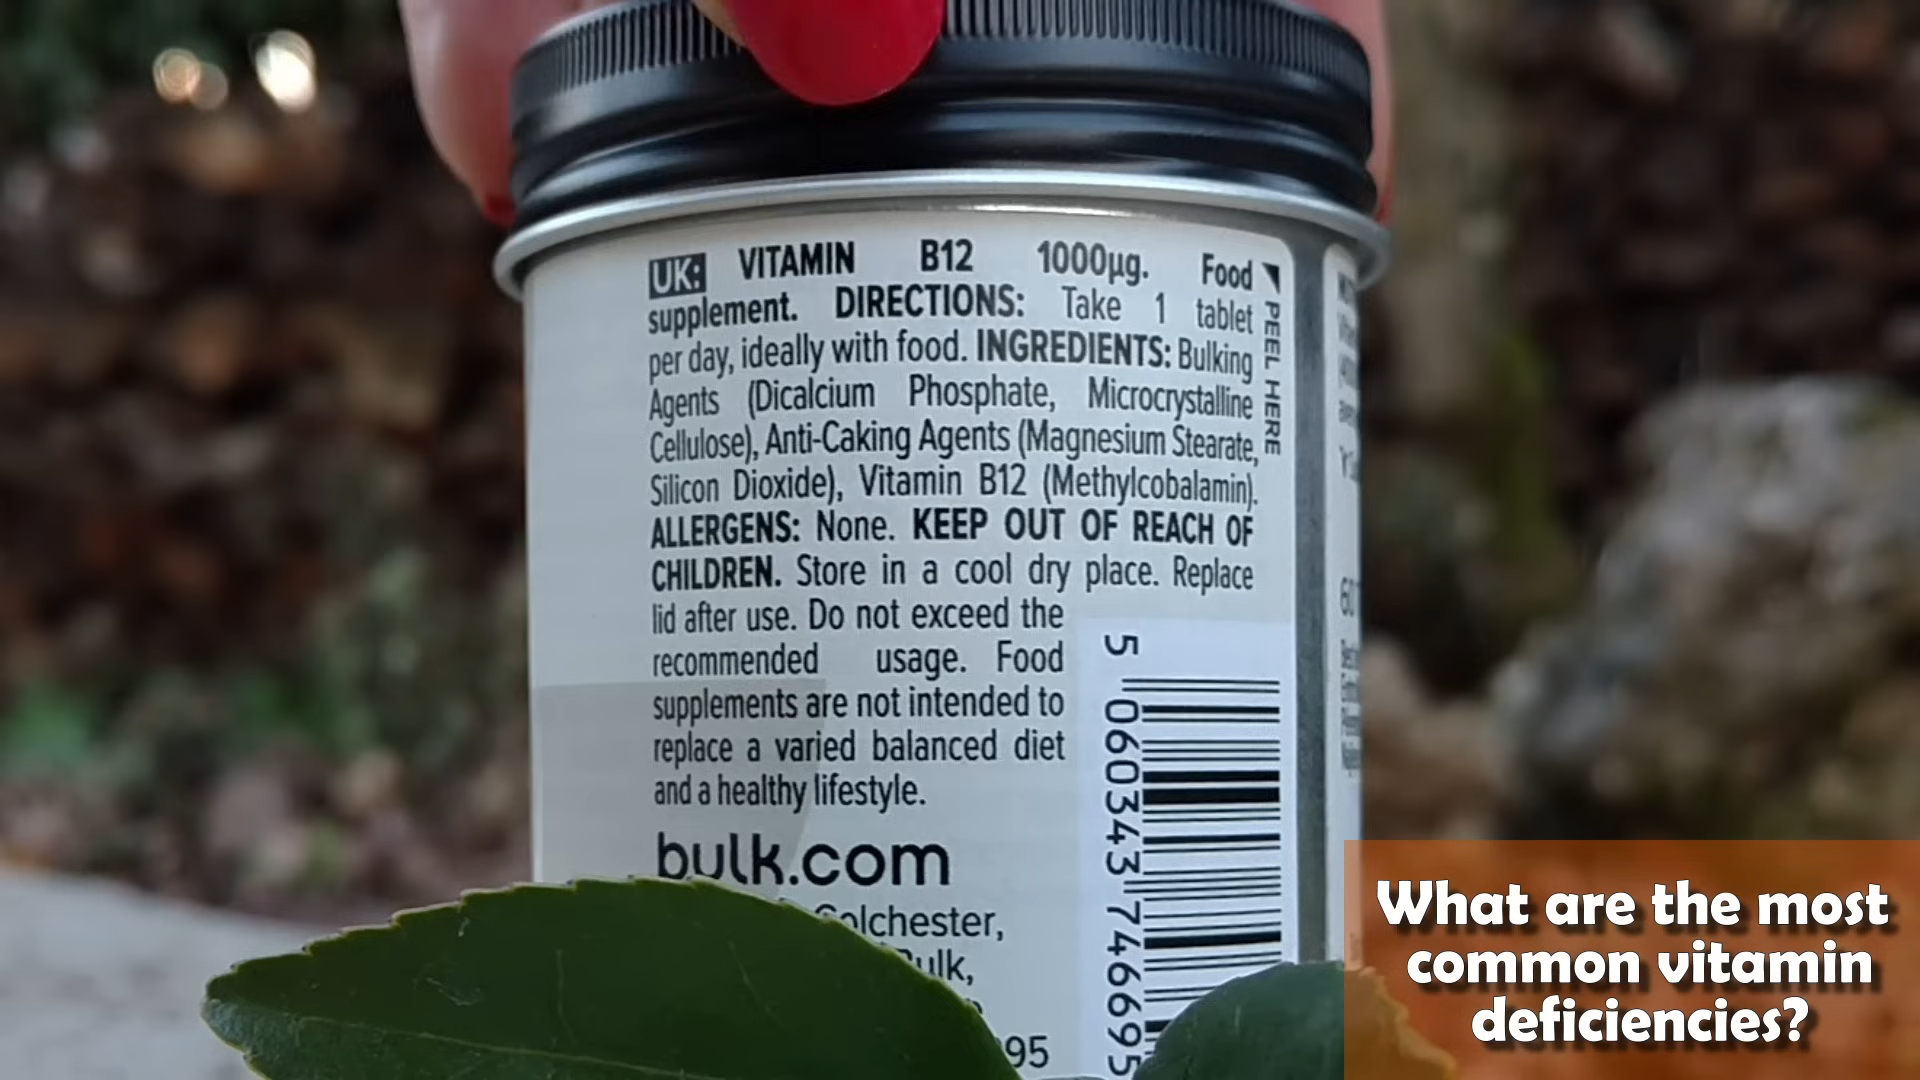 UK: VITAMIN B12 1000µg. Food
supplement. DIRECTIONS: Take 1 tablet
per day, ideally with food. INGREDIENTS: Bulking
Agents (Dicalcium Phosphate, Microcrystalline
Cellulose), Anti-Caking Agents (Magnesium Stearate,
Silicon Dioxide), Vitamin B12 (Methylcobalamin).
ALLERGENS: None. KEEP OUT OF REACH OF
CHILDREN. Store in a cool dry place. Replace
lid after use. Do not exceed the
recommended usage. Food
supplements are not intended to
replace a varied balanced diet
and a healthy lifestyle.
bulk.com
Colchester,
Bulk,
95
PEEL HERE
5 060343 746695
What are the most
common vitamin
deficiencies?